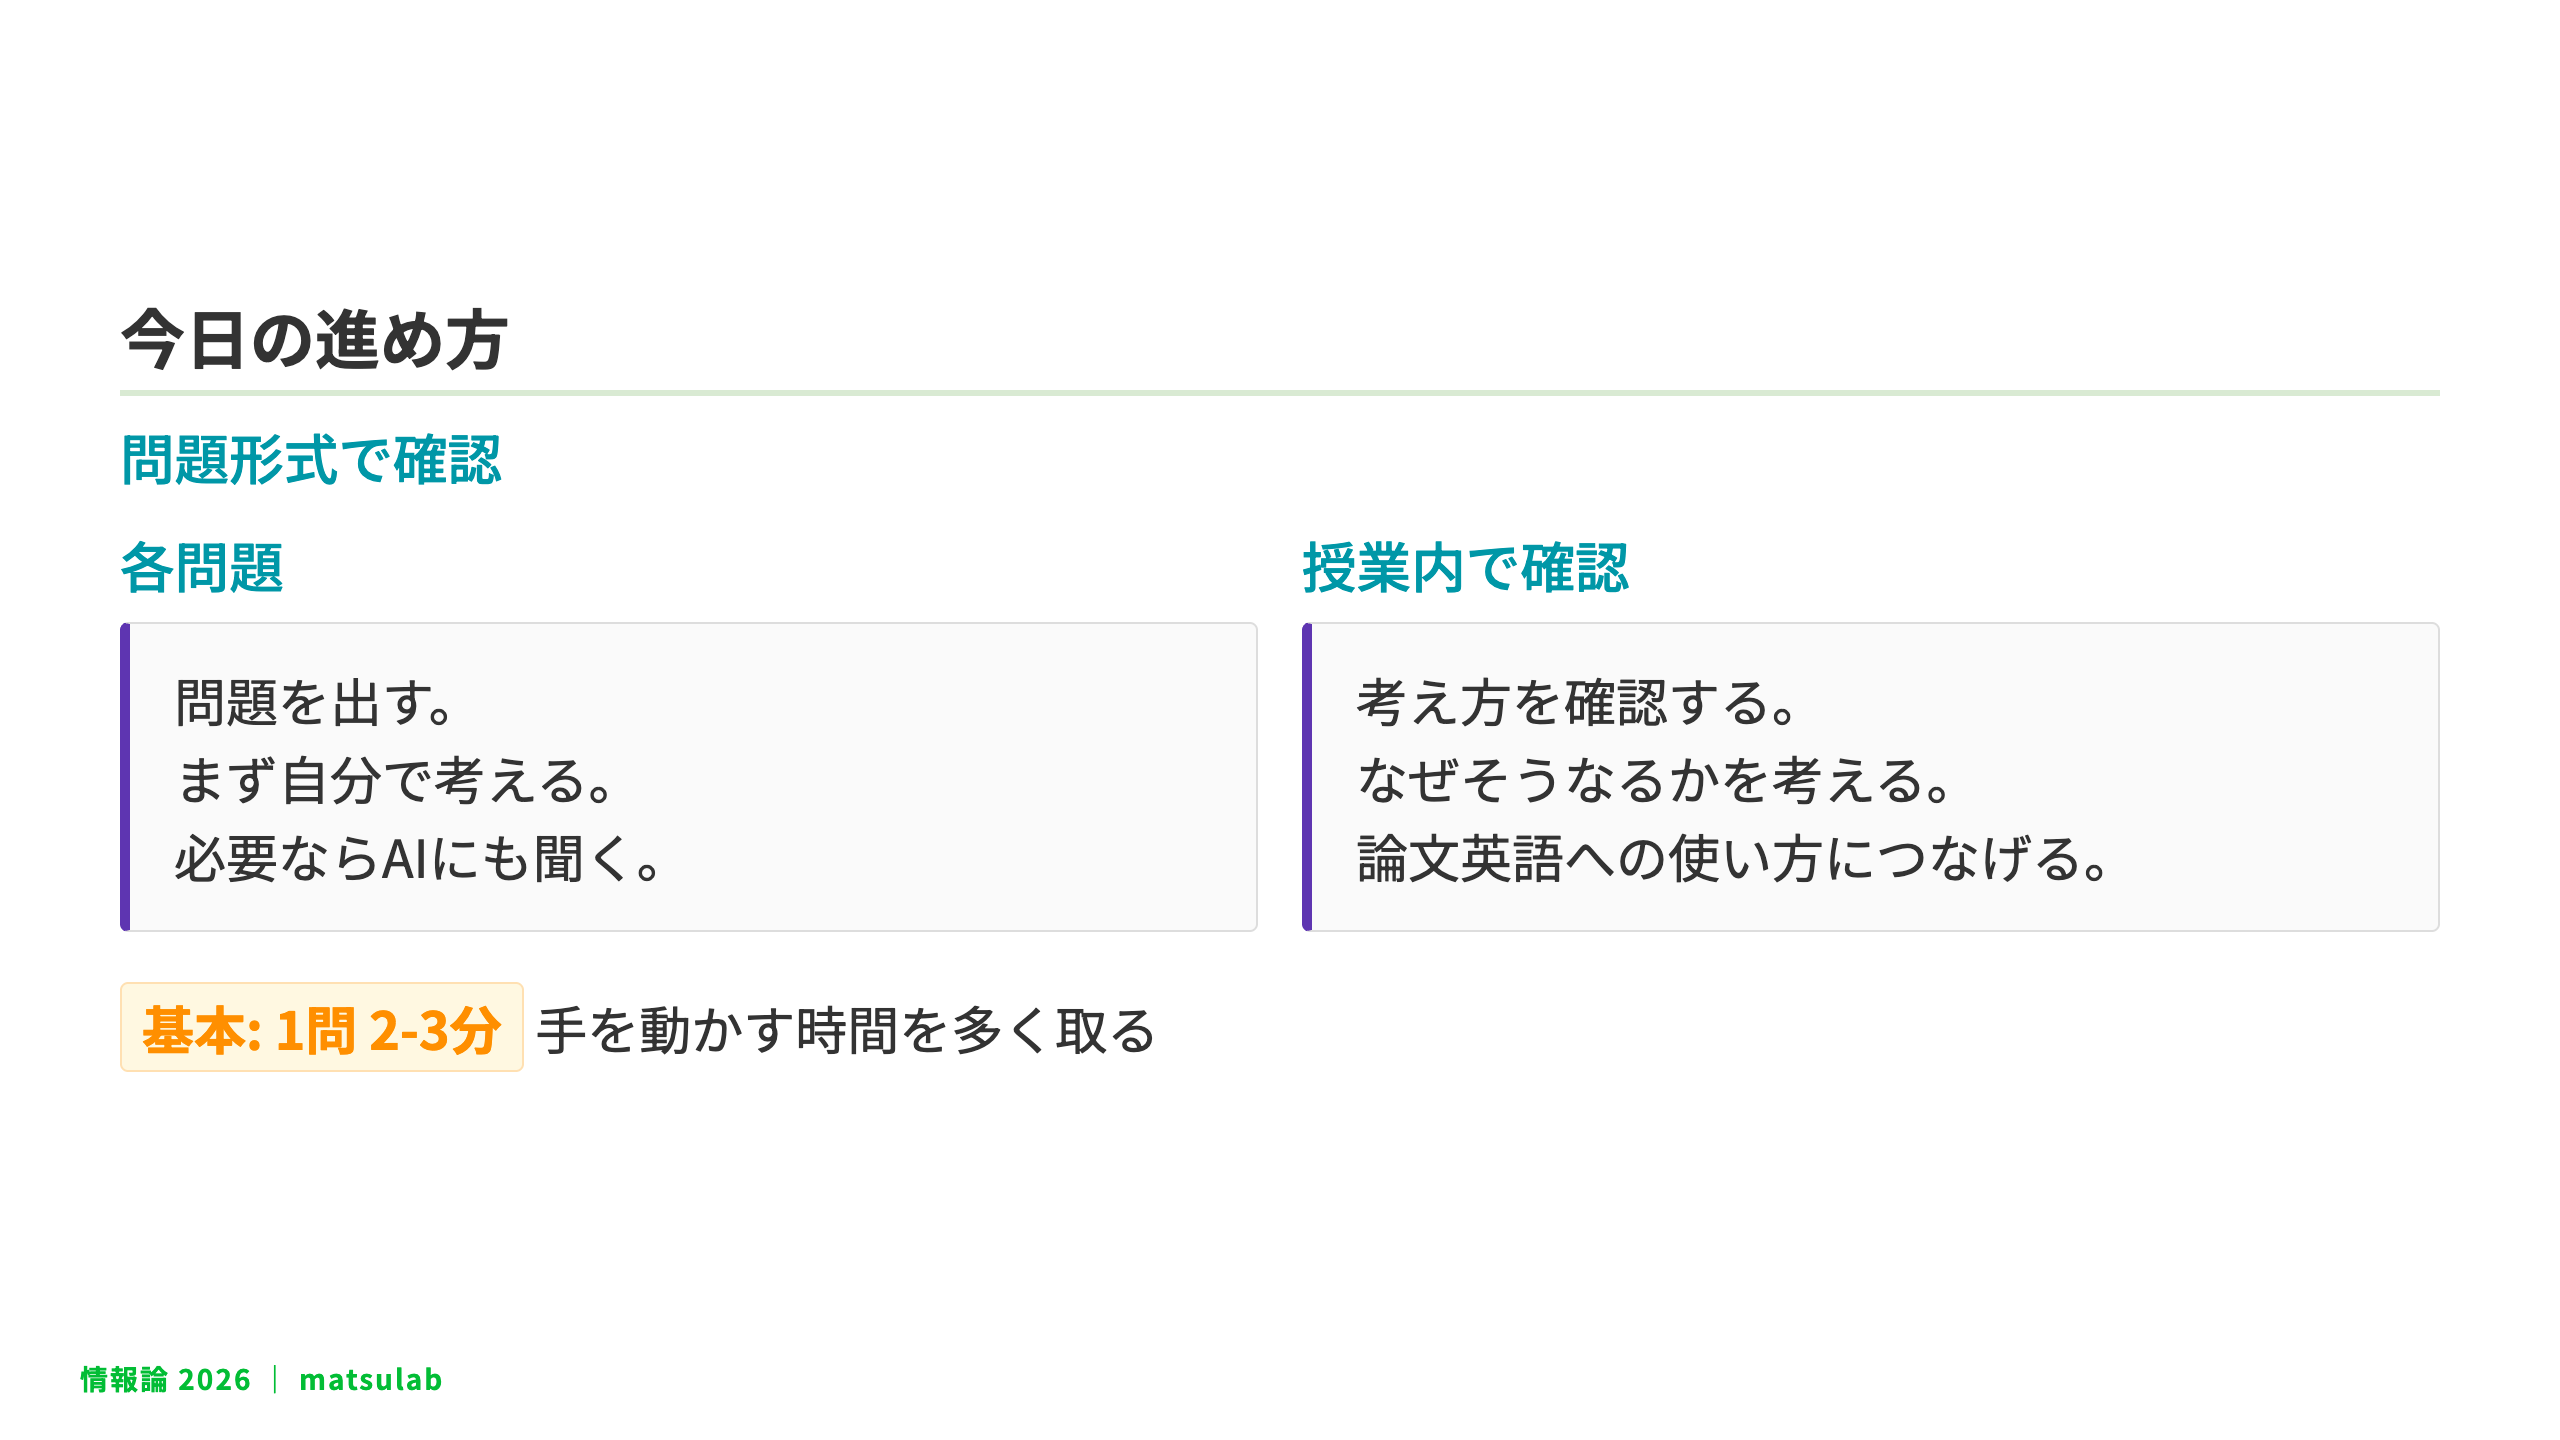 今日の進め方
問題形式で確認
各問題
問題を出す。
まず自分で考える。
必要ならAIにも聞く。
授業内で確認
考え方を確認する。
なぜそうなるかを考える。
論文英語への使い方につなげる。
基本: 1問 2-3分 手を動かす時間を多く取る
情報論 2026 | matsulab